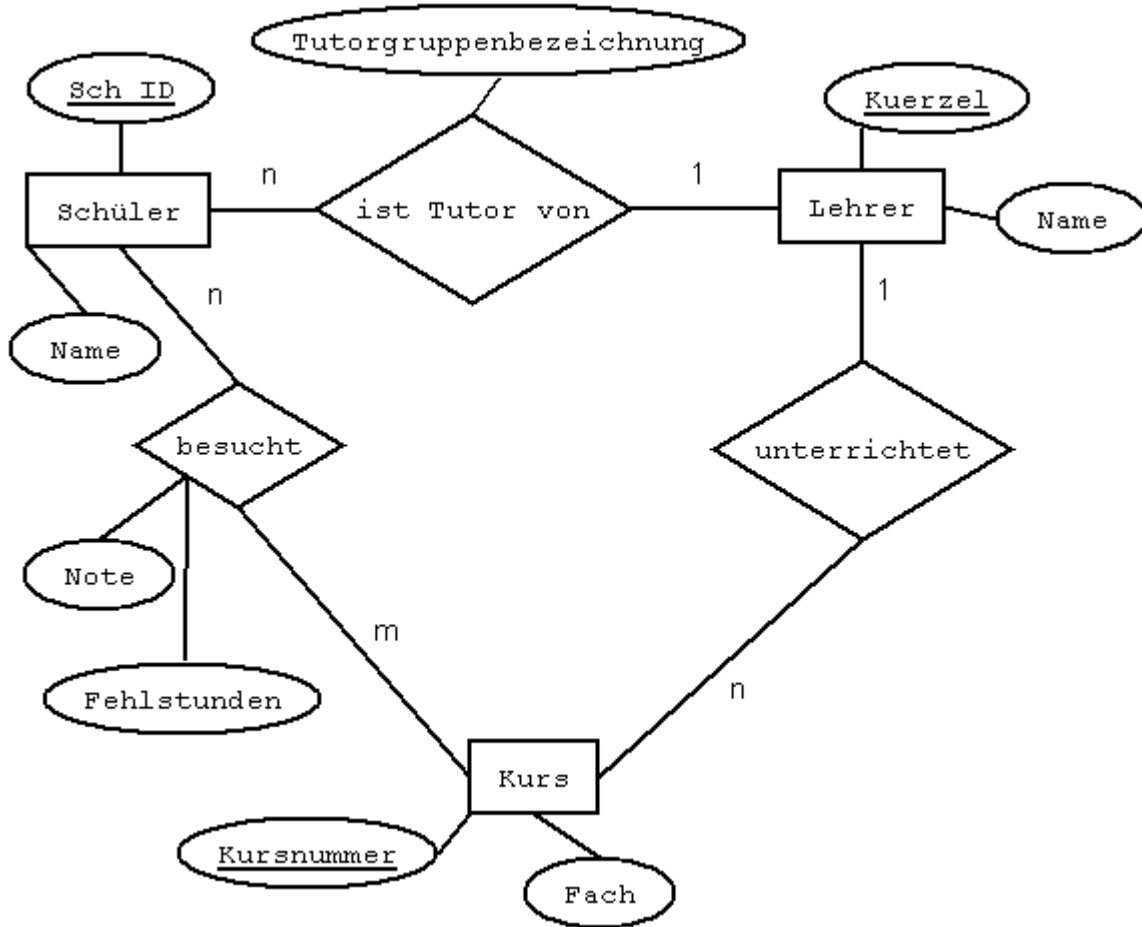 Tutorgruppenbezeichnung
Sch ID
Kuerzel
n
1
Schüler
ist Tutor von
Lehrer
Name
n
1
Name
besucht
unterrichtet
Note
m
n
Fehlstunden
Kurs
Kursnummer
Fach